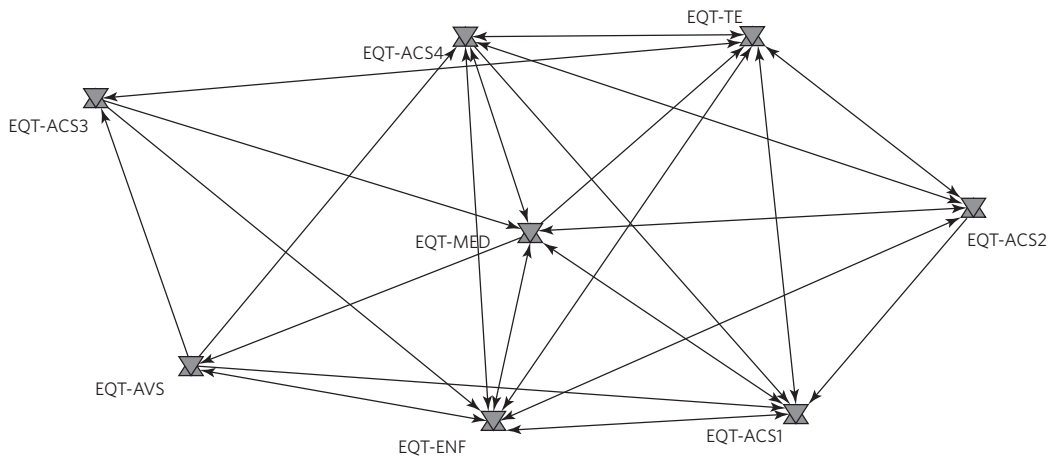 EQT-TE
EQT-ACS4
EQT-ACS3
EQT-MED
EQT-ACS2
EQT-AVS
EQT-ACS1
EQT-ENF